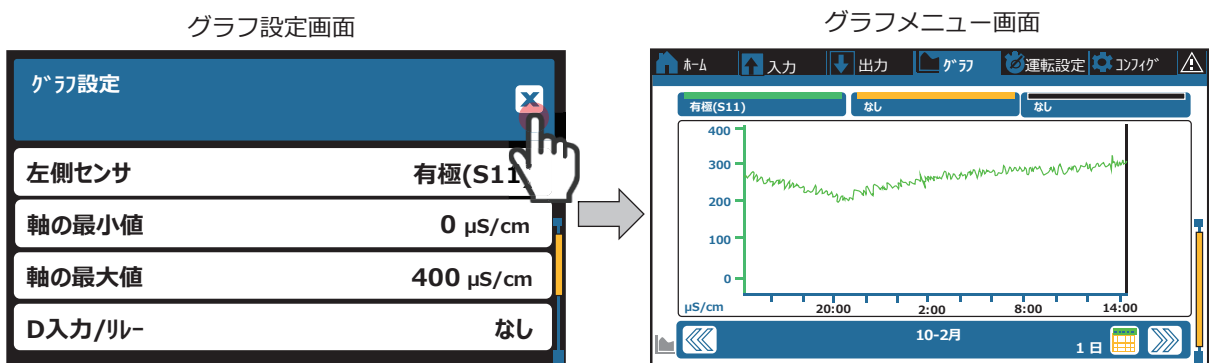 グラフ設定画面
グラフメニュー画面
グラフ設定
X
左側センサ 有極(S11)
軸の最小値 0 μS/cm
軸の最大値 400 μS/cm
D入力/リレー なし
ホーム 入力 出力 グラフ 運転設定 コンフィグ
有極(S11) なし なし
400
300
200
100
0
μS/cm 20:00 2:00 8:00 14:00
10-2月
1 日